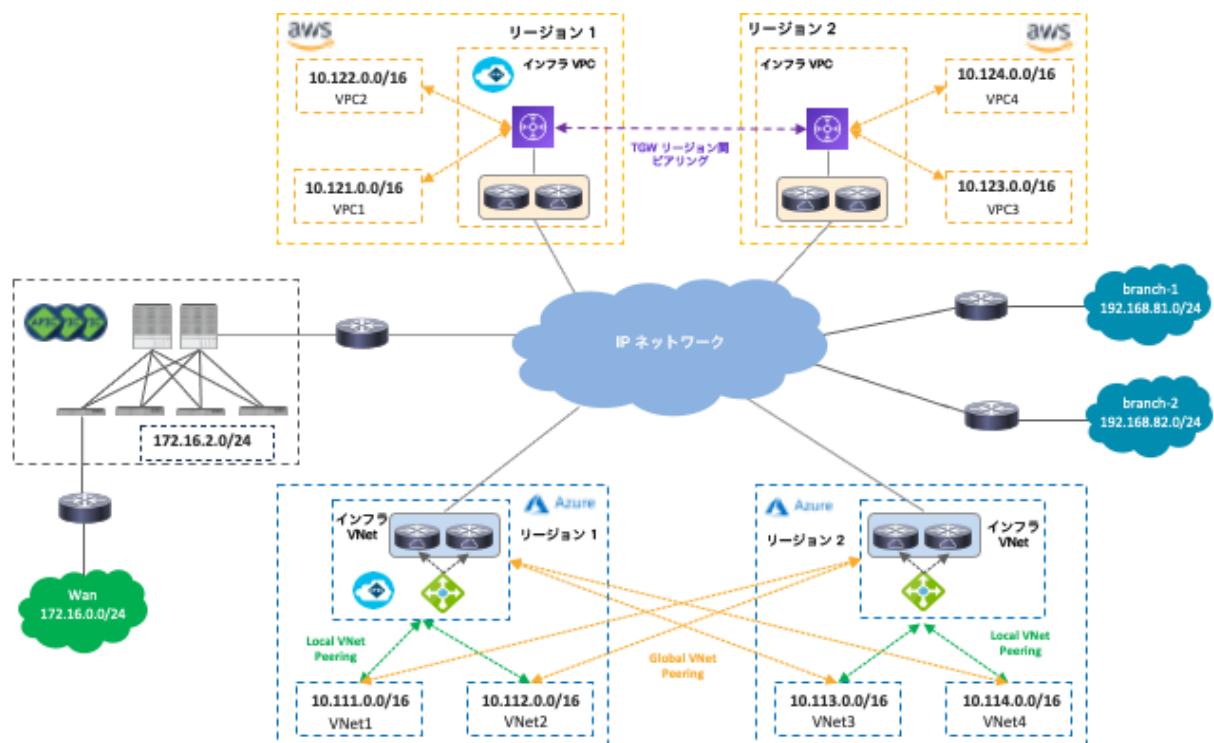 aws
リージョン 1
インフラ VPC
10.122.0.0/16
VPC2
10.121.0.0/16
VPC1
TGW リージョン間
ピアリング
リージョン 2
aws
インフラ VPC
10.124.0.0/16
VPC4
10.123.0.0/16
VPC3
APIC
172.16.2.0/24
Wan
172.16.0.0/24
IP ネットワーク
branch-1
192.168.81.0/24
branch-2
192.168.82.0/24
インフラ
VNet
Azure
リージョン 1
Local VNet
Peering
10.111.0.0/16
VNet1
10.112.0.0/16
VNet2
Global VNet
Peering
Azure
リージョン 2
インフラ
VNet
Local VNet
Peering
10.113.0.0/16
VNet3
10.114.0.0/16
VNet4